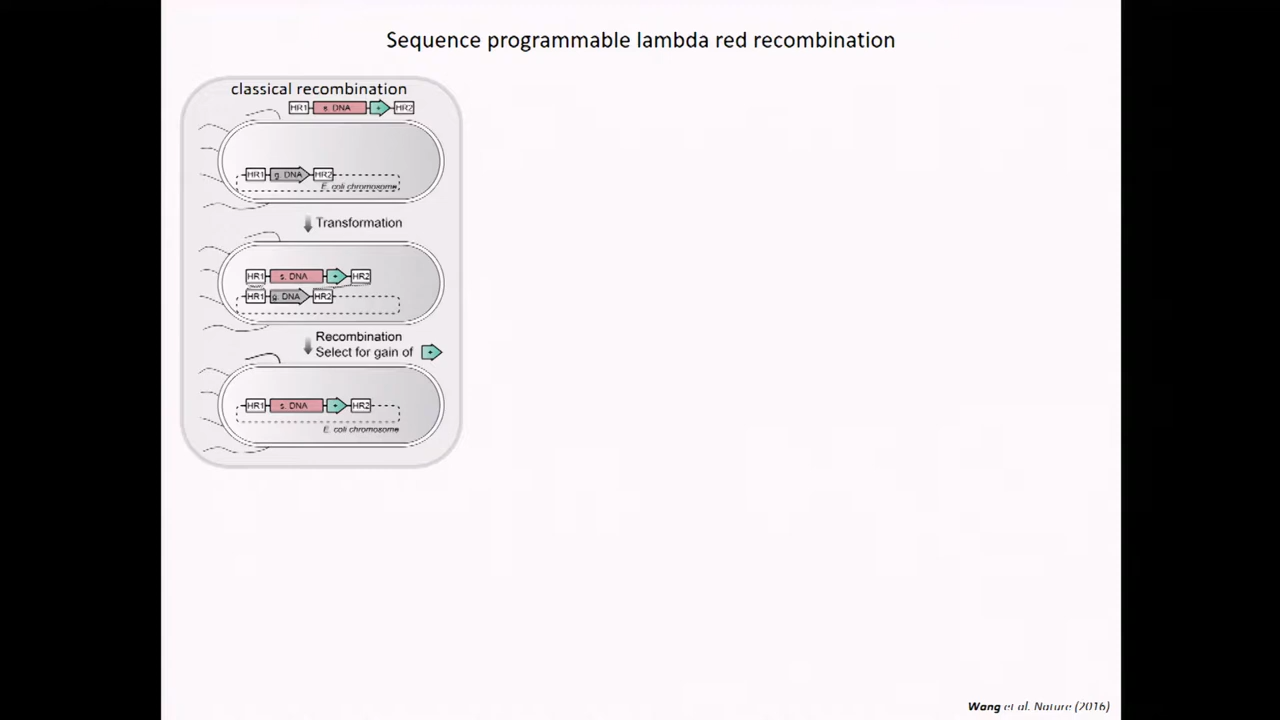 Sequence programmable lambda red recombination
classical recombination
HR1 s. DNA + HR2
HR1 g. DNA HR2
E. coli chromosome
Transformation
HR1 s. DNA + HR2
HR1 g. DNA HR2
Recombination
Select for gain of +
HR1 s. DNA + HR2
E. coli chromosome
Wang et al. Nature (2016)